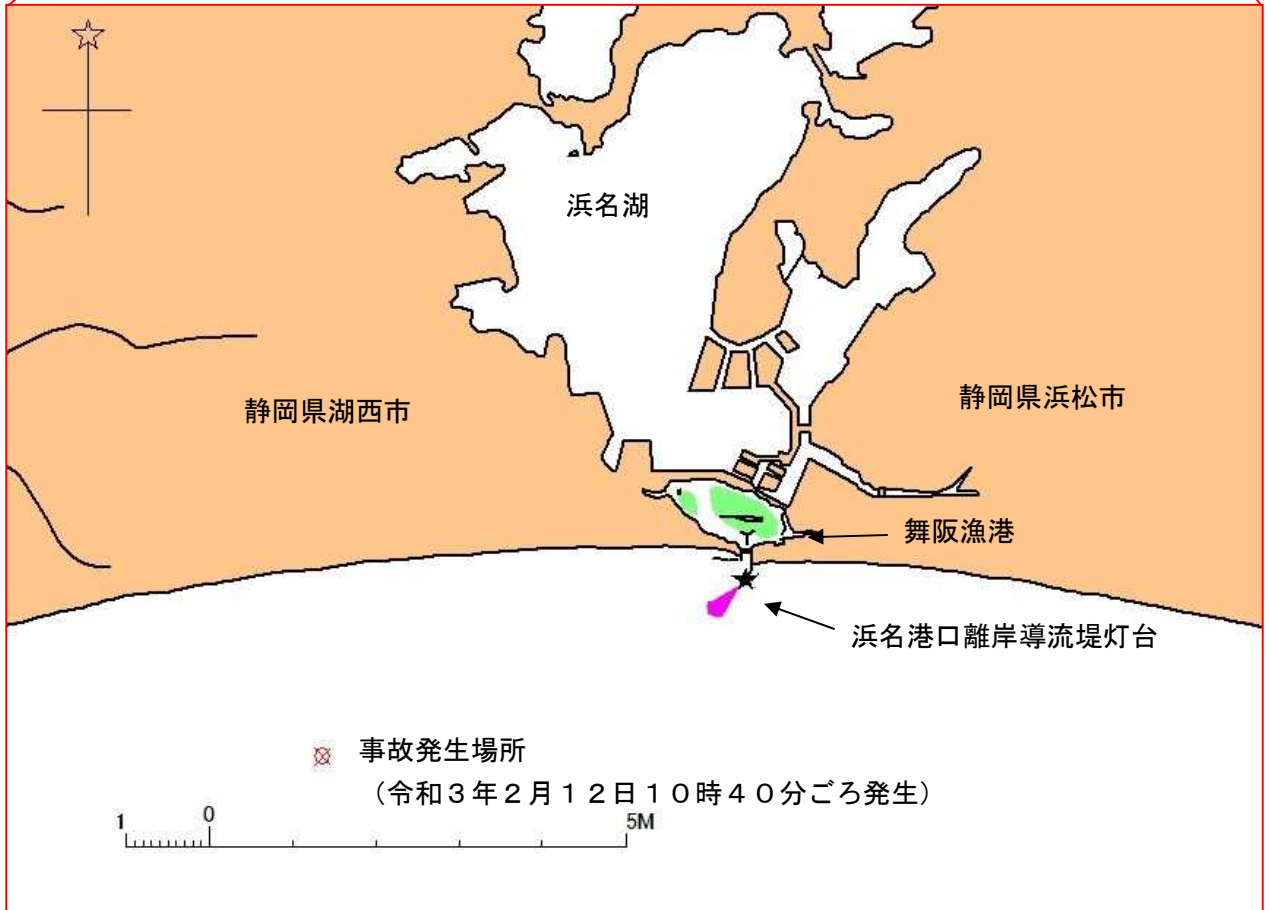 浜名湖
静岡県湖西市
静岡県浜松市
舞阪漁港
浜名港口離岸導流堤灯台
事故発生場所
（令和３年２月１２日１０時４０分ごろ発生）
1 0 5M